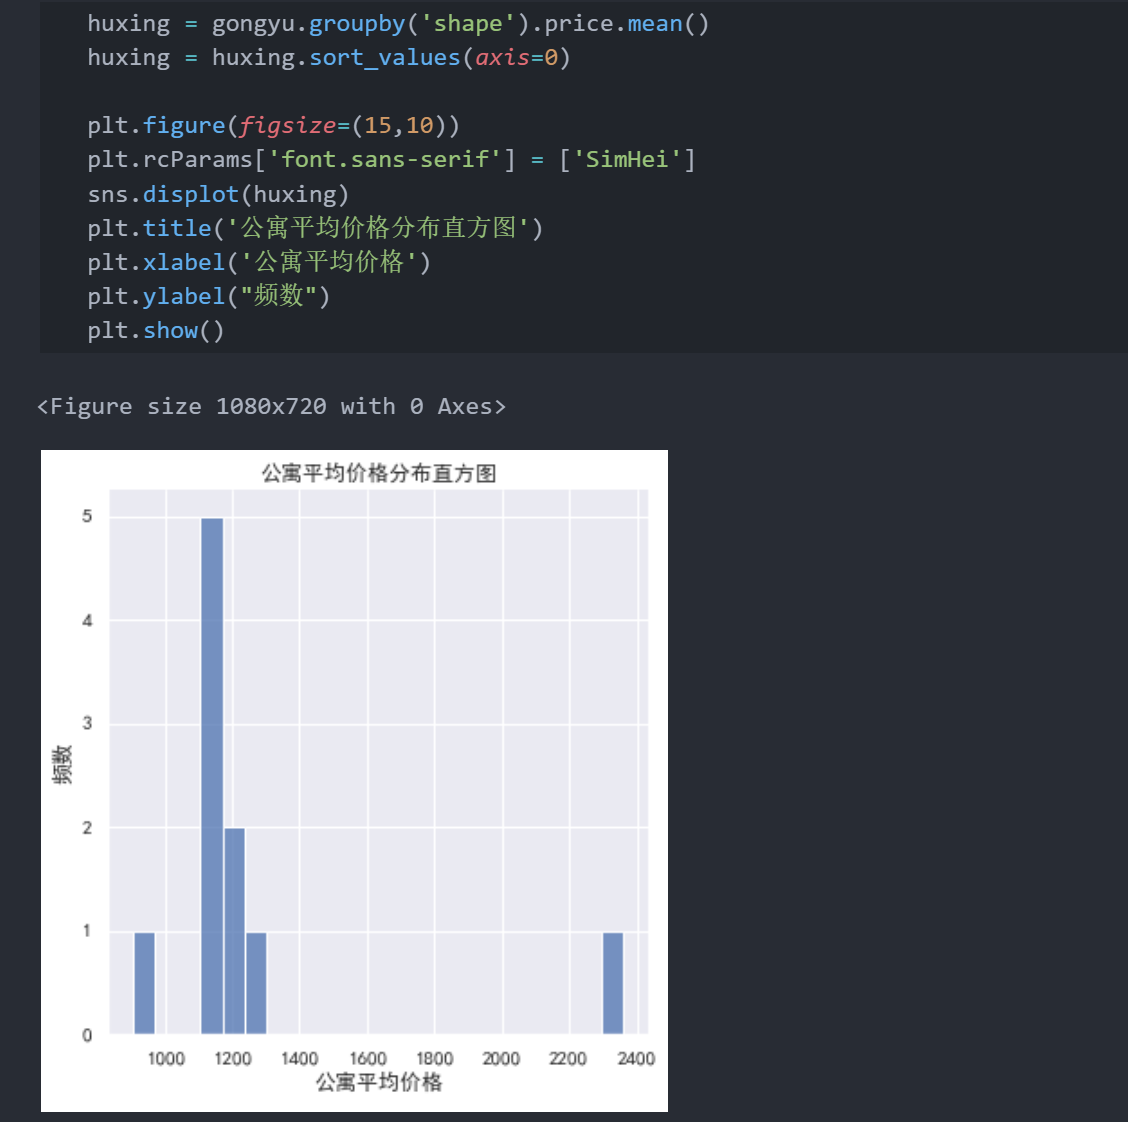 huxing = gongyu.groupby('shape').price.mean()
huxing = huxing.sort_values(axis=0)
plt.figure(figsize=(15,10))
plt.rcParams['font.sans-serif'] = ['SimHei']
sns.displot(huxing)
plt.title('公寓平均价格分布直方图')
plt.xlabel('公寓平均价格')
plt.ylabel("频数")
plt.show()
<Figure size 1080x720 with 0 Axes>
公寓平均价格分布直方图
5
4
3
2
1
0
频数
1000 1200 1400 1600 1800 2000 2200 2400
公寓平均价格